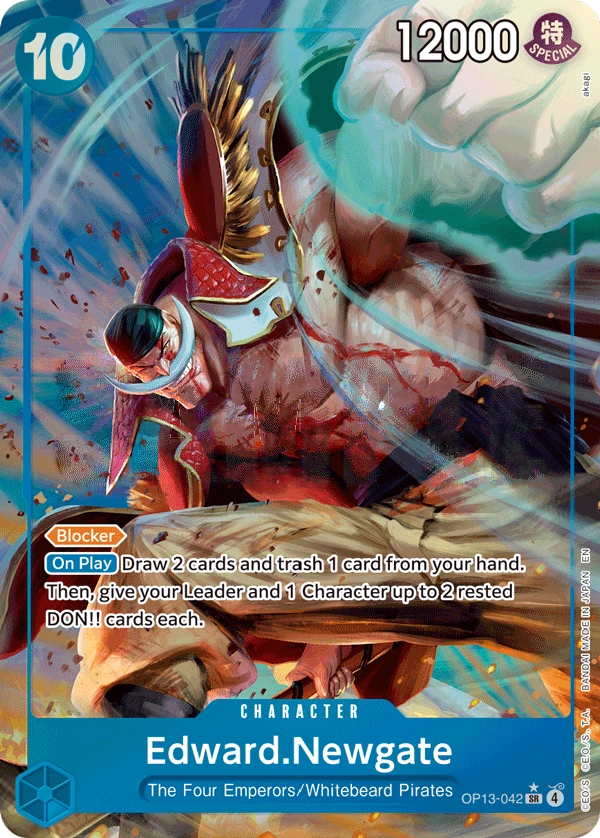 10
12000
特
SPECIAL
akagi
Blocker
On Play Draw 2 cards and trash 1 card from your hand.
Then, give your Leader and 1 Character up to 2 rested
DON!! cards each.
CHARACTER
Edward.Newgate
The Four Emperors/Whitebeard Pirates
OP13-042 SR 4
©E.O/S. ©E.O./S., T.A. BANDAI MADE IN JAPAN EN